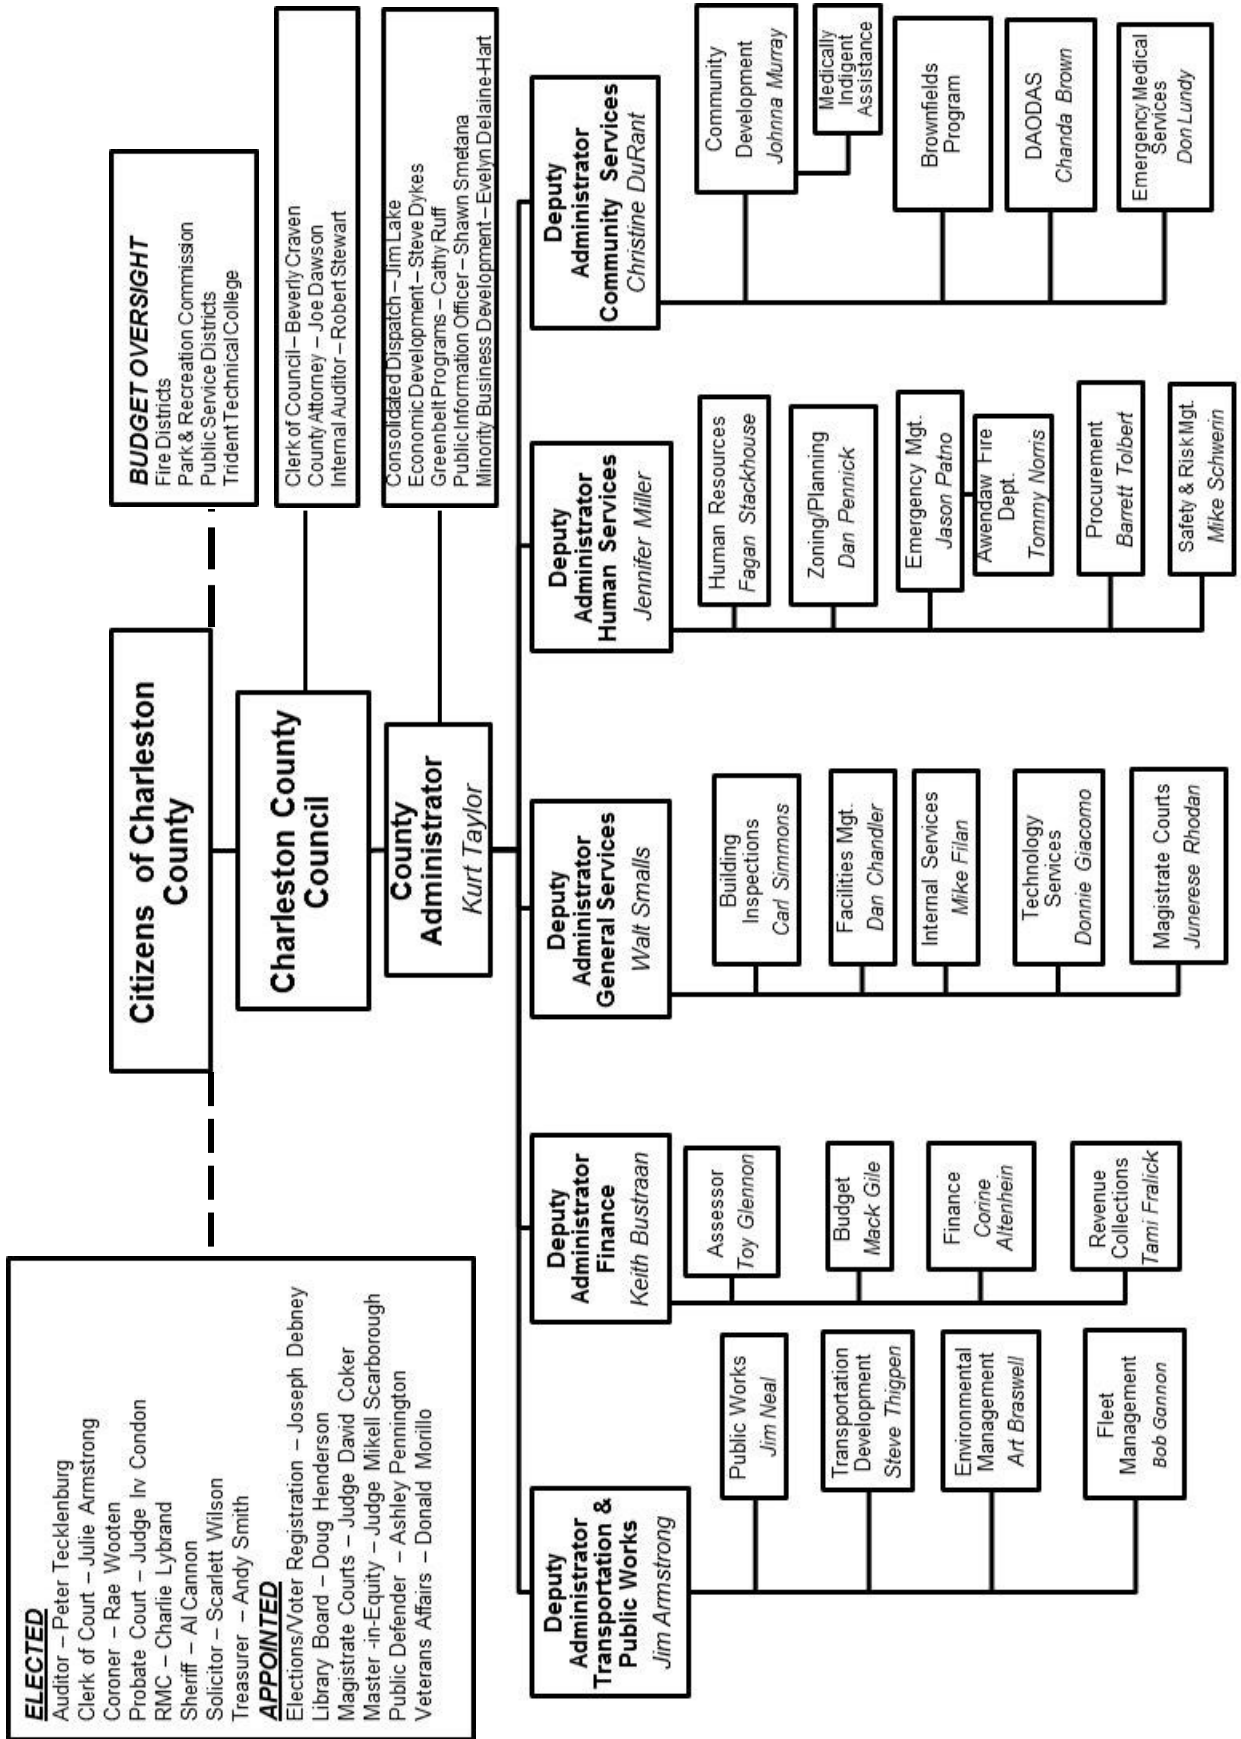 ELECTED
Auditor – Peter Tecklenburg
Clerk of Court – Julie Armstrong
Coroner – Rae Wooten
Probate Court – Judge Irv Condon
RMC – Charlie Lybrand
Sheriff – Al Cannon
Solicitor – Scarlett Wilson
Treasurer – Andy Smith
APPOINTED
Elections/Voter Registration – Joseph Debney
Library Board – Doug Henderson
Magistrate Courts – Judge David Coker
Master -in-Equity – Judge Mikell Scarborough
Public Defender – Ashley Pennington
Veterans Affairs – Donald Morillo
Citizens of Charleston
County
BUDGET OVERSIGHT
Fire Districts
Park & Recreation Commission
Public Service Districts
Trident Technical College
Charleston County
Council
Clerk of Council – Beverly Craven
County Attorney – Joe Dawson
Internal Auditor – Robert Stewart
County
Administrator
Kurt Taylor
Consolidated Dispatch – Jim Lake
Economic Development – Steve Dykes
Greenbelt Programs – Cathy Ruff
Public Information Officer – Shawn Smetana
Minority Business Development – Evelyn Delaine-Hart
Deputy
Administrator
Transportation &
Public Works
Jim Armstrong
Public Works
Jim Neal
Transportation
Development
Steve Thigpen
Environmental
Management
Art Braswell
Fleet
Management
Bob Gannon
Deputy
Administrator
Finance
Keith Bustraan
Assessor
Toy Glennon
Budget
Mack Gile
Finance
Corine
Altenhein
Revenue
Collections
Tami Fralick
Deputy
Administrator
General Services
Walt Smalls
Building
Inspections
Carl Simmons
Facilities Mgt.
Dan Chandler
Internal Services
Mike Filan
Technology
Services
Donnie Giacomo
Magistrate Courts
Junerese Rhodan
Deputy
Administrator
Human Services
Jennifer Miller
Human Resources
Fagan Stackhouse
Zoning/Planning
Dan Pennick
Emergency Mgt.
Jason Patno
Awendaw Fire
Dept.
Tommy Norris
Procurement
Barrett Tolbert
Safety & Risk Mgt.
Mike Schwerin
Deputy
Administrator
Community Services
Christine DuRant
Community
Development
Johnna Murray
Medically
Indigent
Assistance
Brownfields
Program
DAODAS
Chanda Brown
Emergency Medical
Services
Don Lundy